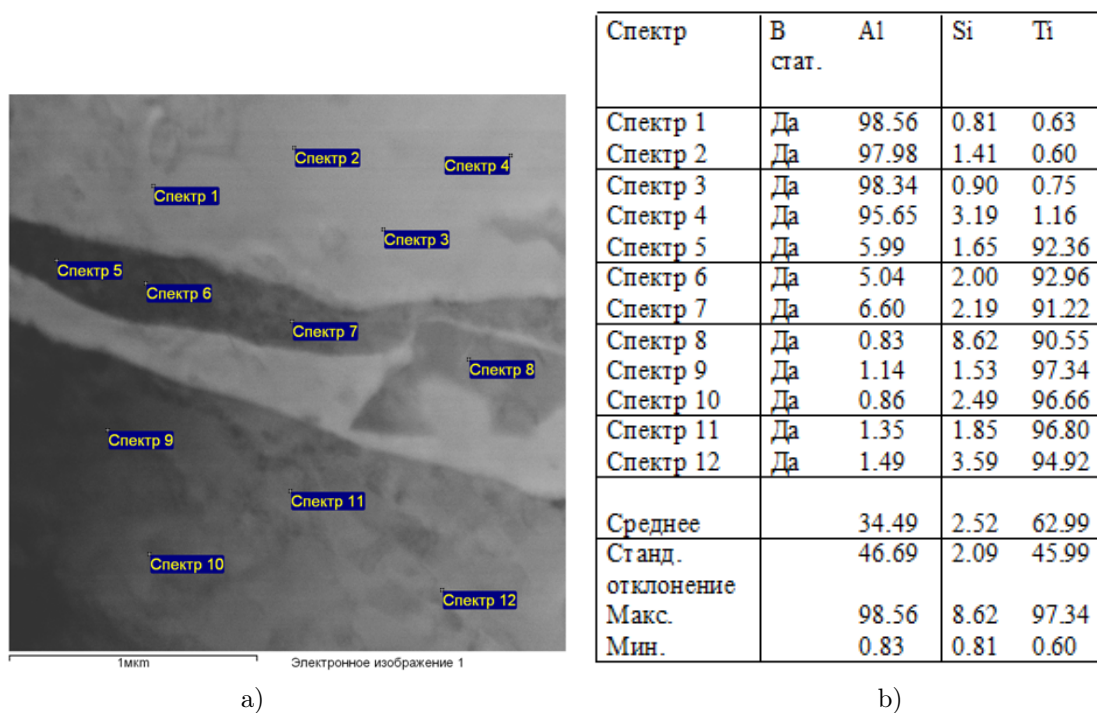 Спектр 2
Спектр 4
Спектр 1
Спектр 3
Спектр 5
Спектр 6
Спектр 7
Спектр 8
Спектр 9
Спектр 11
Спектр 10
Спектр 12
1мкm
Электронное изображение 1
a)
Спектр В стат. Al Si Ti
Спектр 1 Да 98.56 0.81 0.63
Спектр 2 Да 97.98 1.41 0.60
Спектр 3 Да 98.34 0.90 0.75
Спектр 4 Да 95.65 3.19 1.16
Спектр 5 Да 5.99 1.65 92.36
Спектр 6 Да 5.04 2.00 92.96
Спектр 7 Да 6.60 2.19 91.22
Спектр 8 Да 0.83 8.62 90.55
Спектр 9 Да 1.14 1.53 97.34
Спектр 10 Да 0.86 2.49 96.66
Спектр 11 Да 1.35 1.85 96.80
Спектр 12 Да 1.49 3.59 94.92
Среднее 34.49 2.52 62.99
Станд. 46.69 2.09 45.99
отклонение
Макс. 98.56 8.62 97.34
Мин. 0.83 0.81 0.60
b)